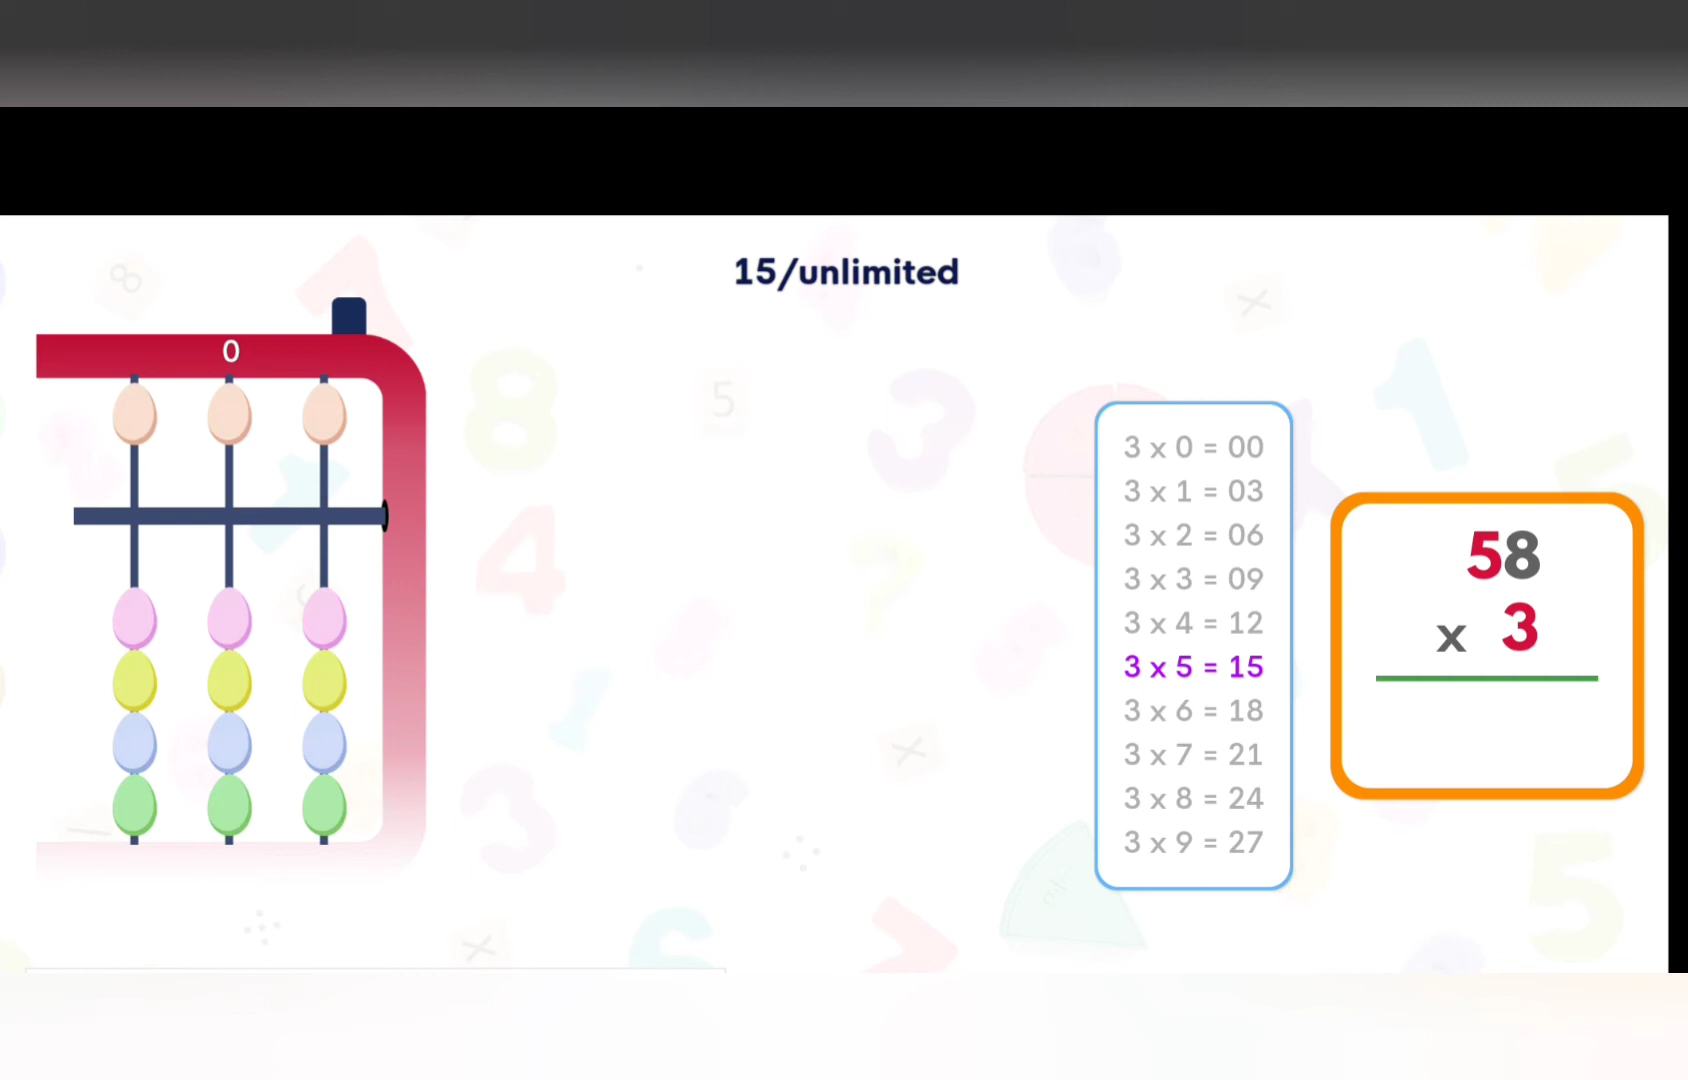 15/unlimited
0
3 x 0 = 00
3 x 1 = 03
3 x 2 = 06
3 x 3 = 09
3 x 4 = 12
3 x 5 = 15
3 x 6 = 18
3 x 7 = 21
3 x 8 = 24
3 x 9 = 27
58
x 3